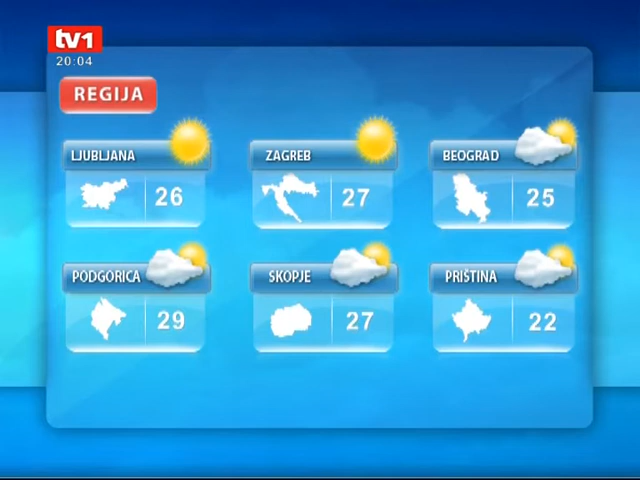 tv1
20:04
REGIJA
LJUBLJANA
26
ZAGREB
27
BEOGRAD
25
PODGORICA
29
SKOPJE
27
PRIŠTINA
22